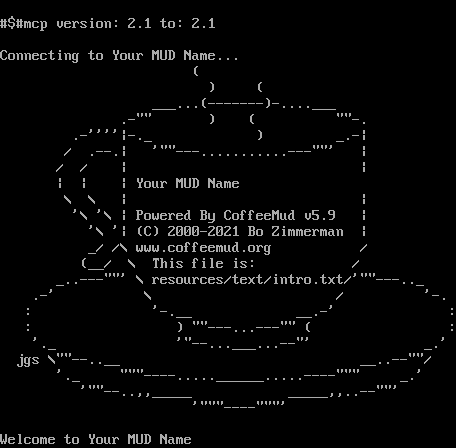 #$#mcp version: 2.1 to: 2.1
Connecting to Your MUD Name...
Your MUD Name
Powered By CoffeeMud v5.9
(C) 2000-2021 Bo Zimmerman
www.coffeemud.org
This file is:
resources/text/intro.txt
jgs
Welcome to Your MUD Name